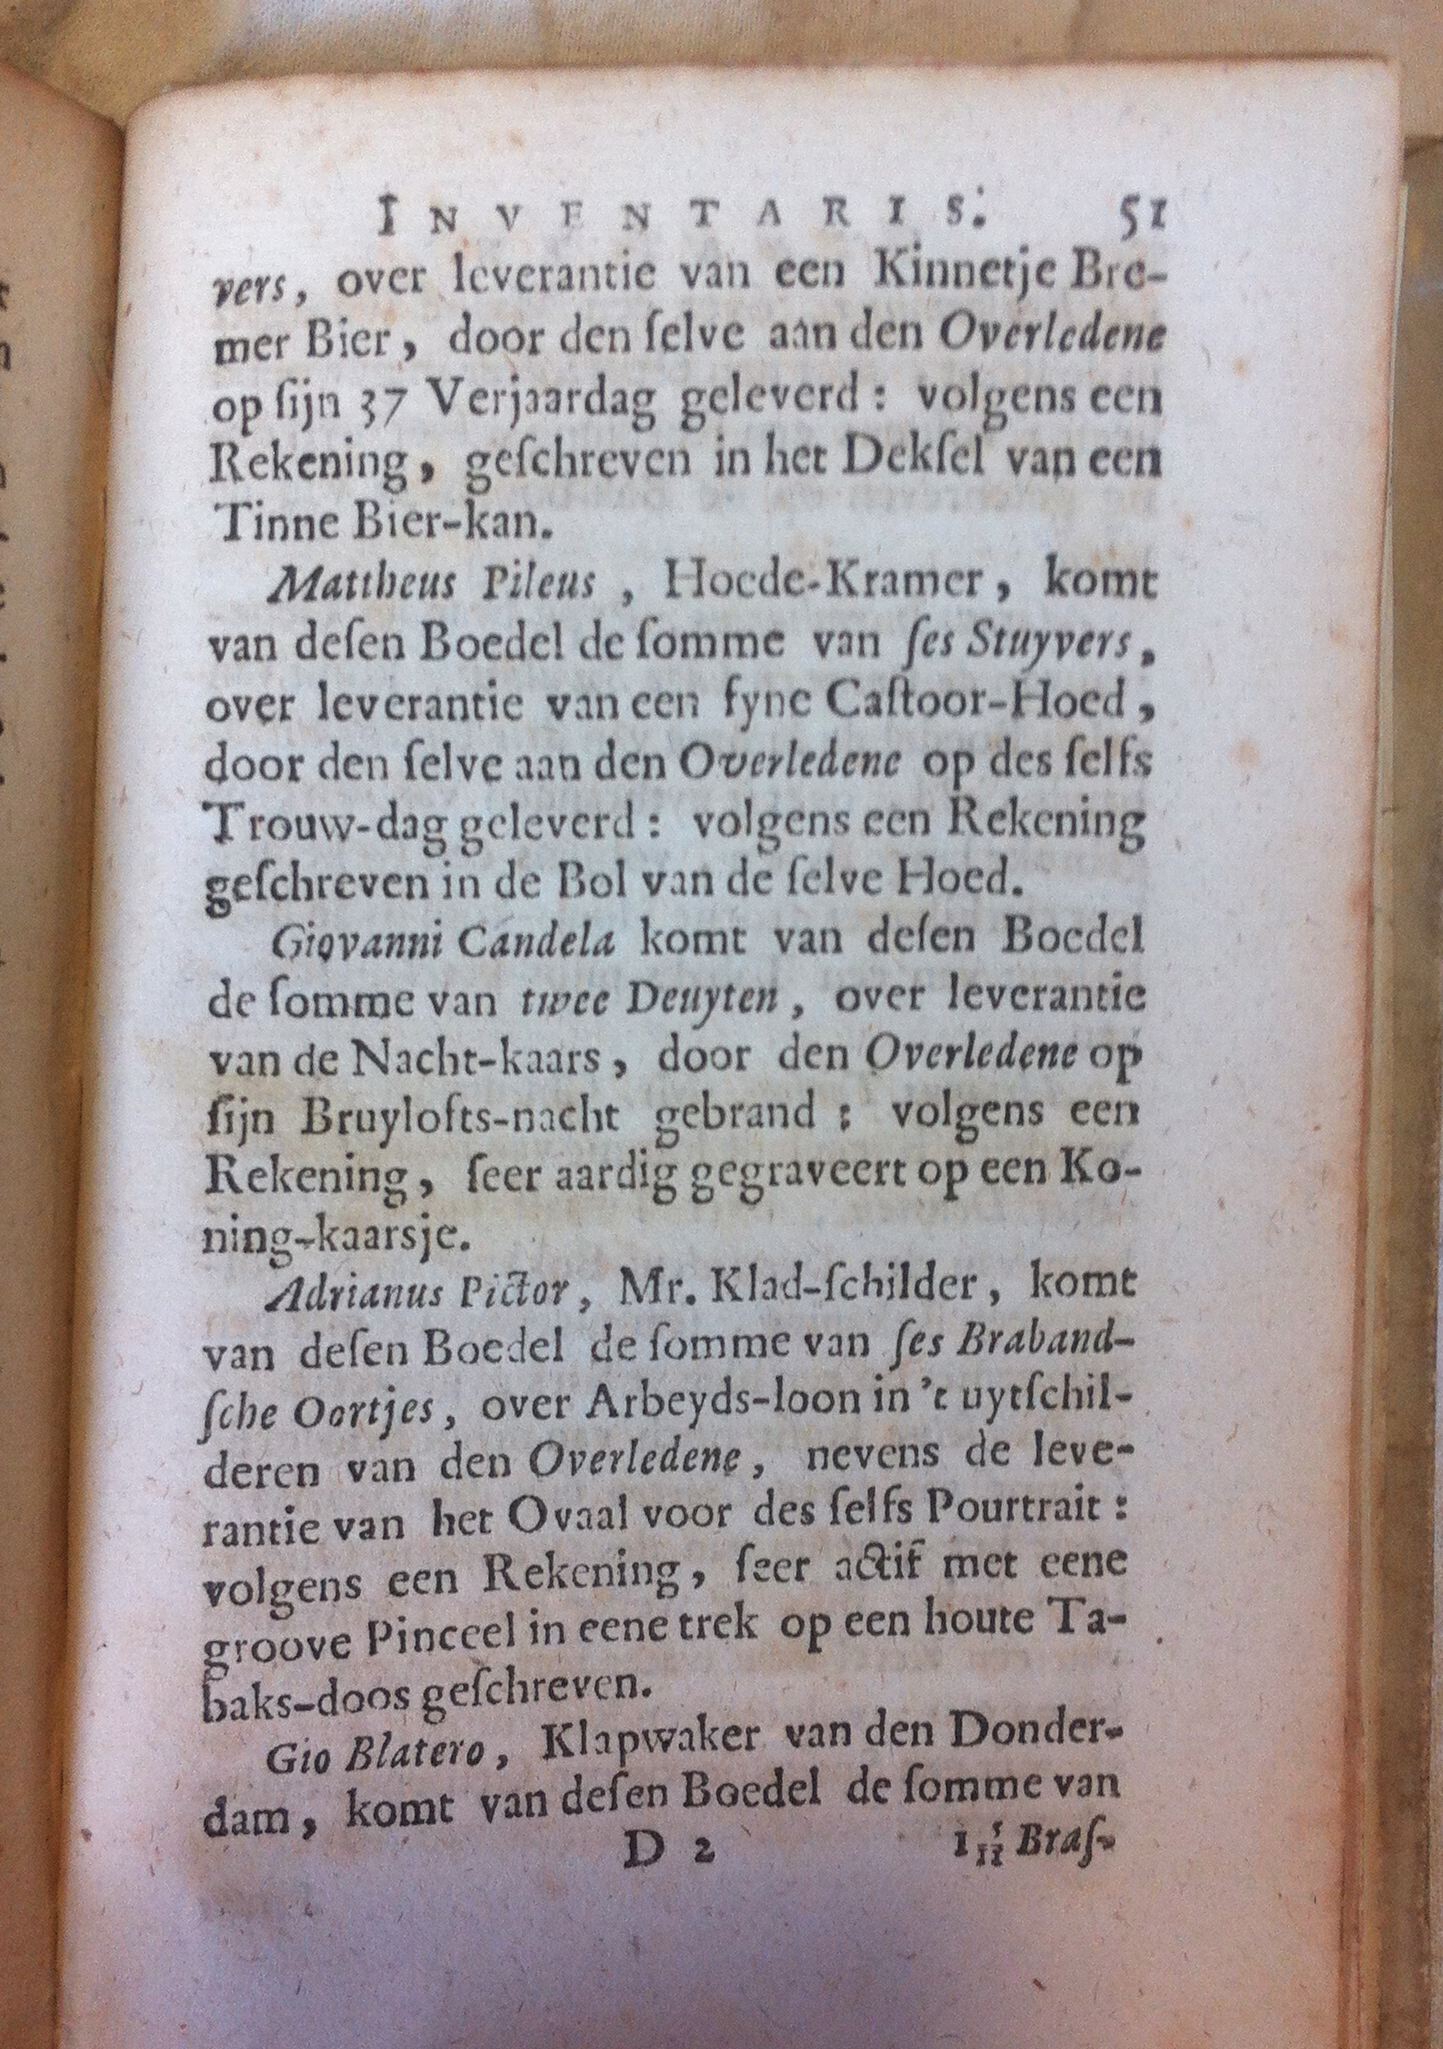 INVENTARIS. 51
vers, over leverantie van een Kinnetje Bre-
mer Bier, door den ſelve aan den Overledene
op ſijn 37 Verjaardag geleverd: volgens een
Rekening, geſchreven in het Dekſel van een
Tinne Bier-kan.
Mattheus Pileus, Hoede-Kramer, komt
van deſen Boedel de ſomme van ſes Stuyvers,
over leverantie van een fyne Caſtoor-Hoed,
door den ſelve aan den Overledene op des ſelfs
Trouw-dag geleverd: volgens een Rekening
geſchreven in de Bol van de ſelve Hoed.
Giovanni Candela komt van deſen Boedel
de ſomme van twee Deuyten, over leverantie
van de Nacht-kaars, door den Overledene op
ſijn Bruylofts-nacht gebrand: volgens een
Rekening, ſeer aardig gegraveert op een Ko-
ning-kaarsje.
Adrianus Pictor, Mr. Klad-ſchilder, komt
van deſen Boedel de ſomme van ſes Braband-
ſche Oortjes, over Arbeyds-loon in 't uytſchil-
deren van den Overledene, nevens de leve-
rantie van het Ovaal voor des ſelfs Pourtrait:
volgens een Rekening, ſeer actif met eene
groove Pinceel in eene trek op een houte Ta-
baks-doos geſchreven.
Gio Blatero, Klapwaker van den Donder-
dam, komt van deſen Boedel de ſomme van
D 2 1 5/12 Braſ-